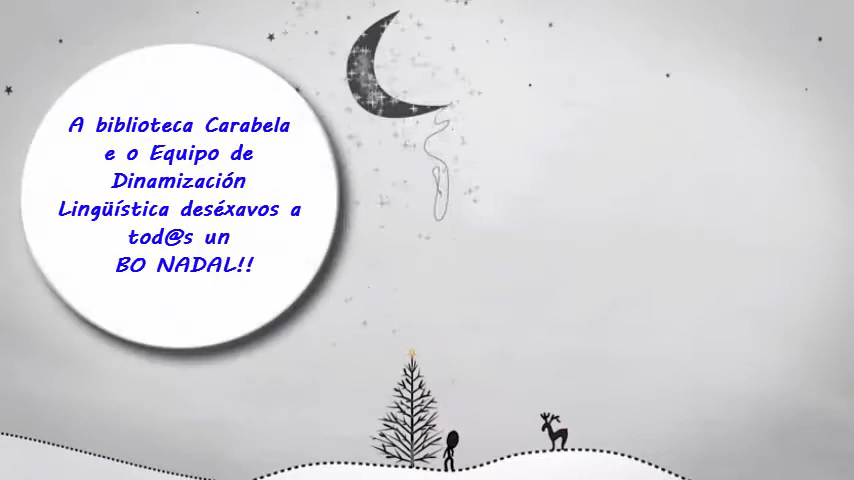 A biblioteca Carabela
e o Equipo de
Dinamización
Lingüística deséxavos a
tod@s un
BO NADAL!!